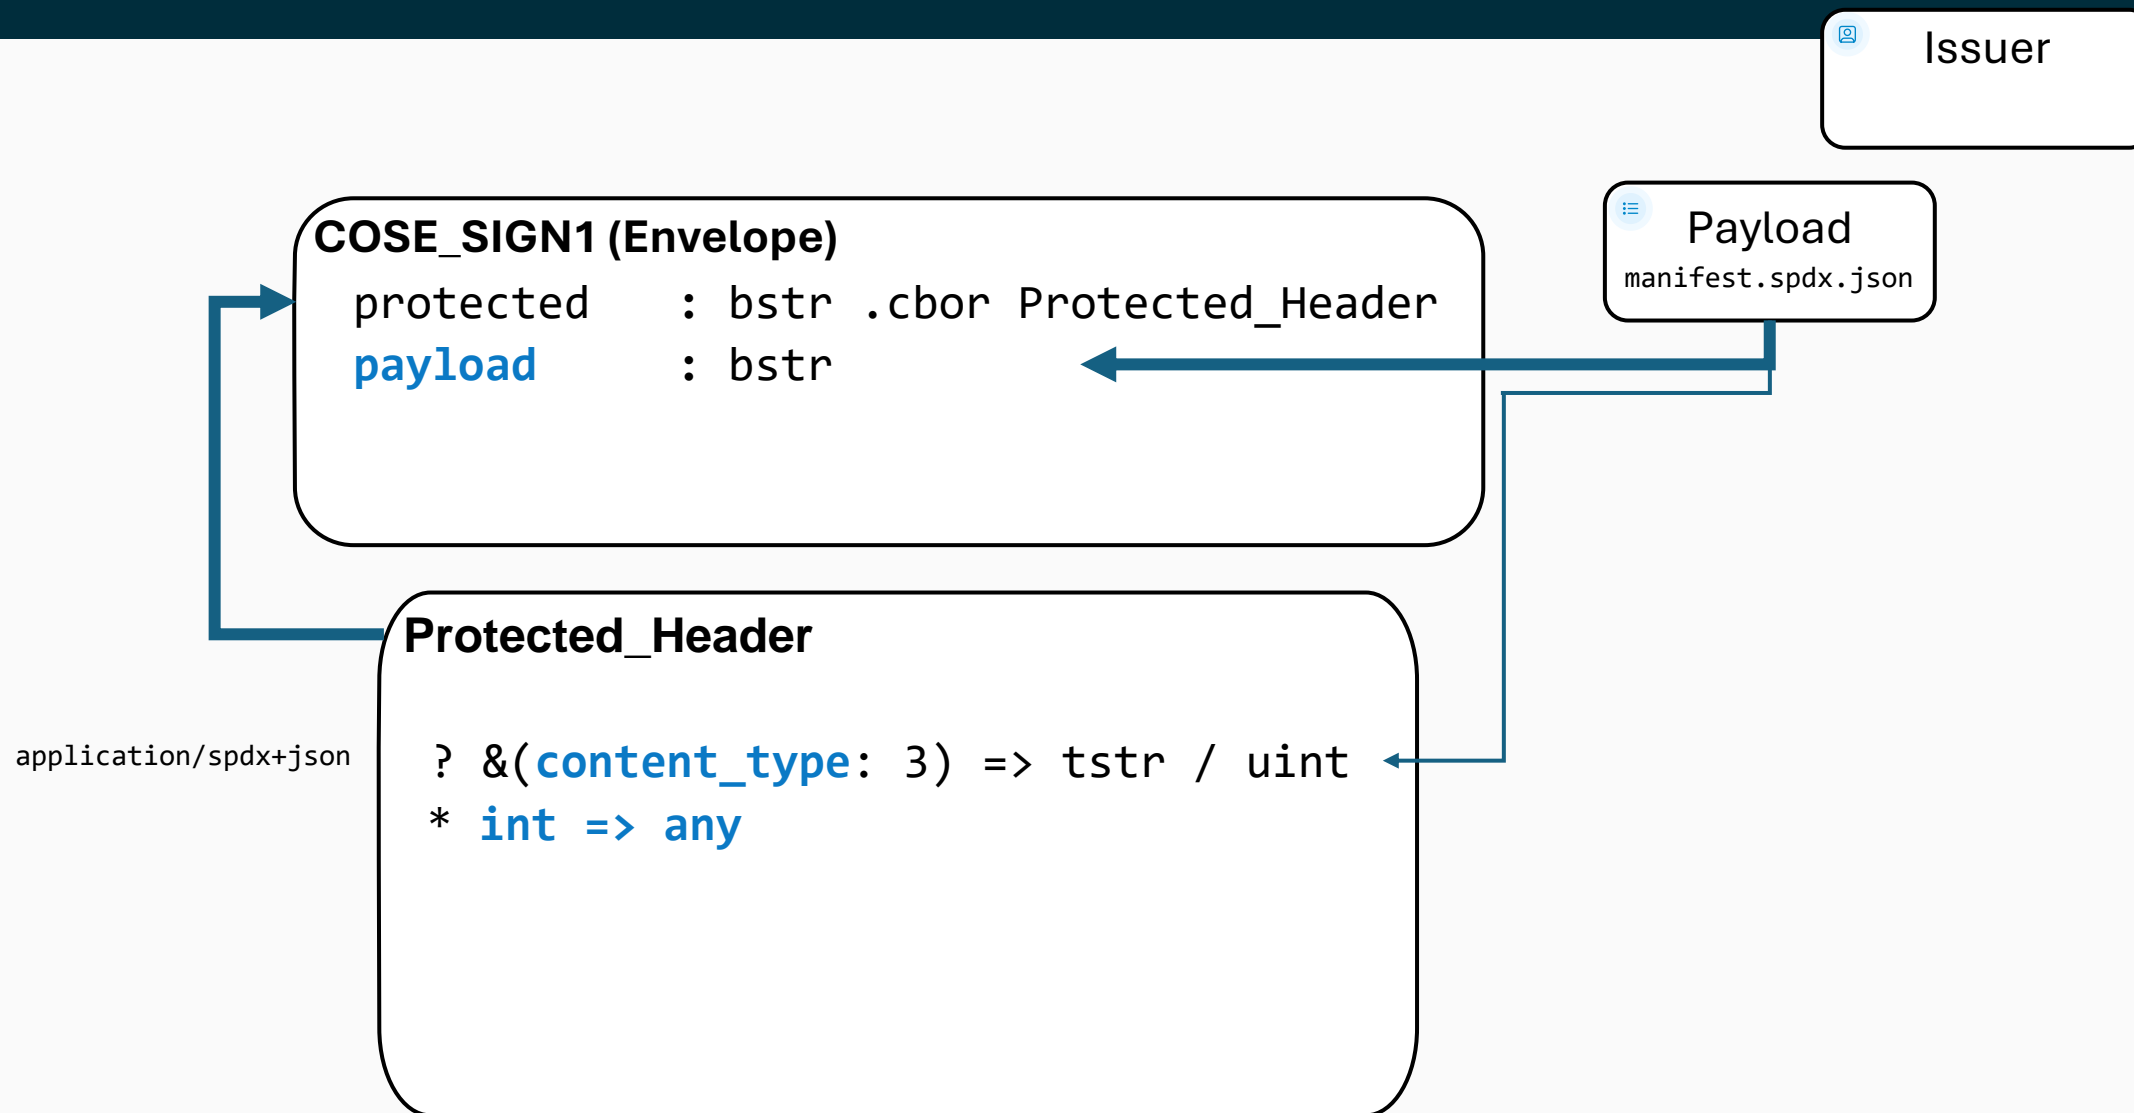 Issuer
COSE_SIGN1 (Envelope)
protected : bstr .cbor Protected_Header
payload : bstr
Payload
manifest.spdx.json
Protected_Header
application/spdx+json
? &(content_type: 3) => tstr / uint
* int => any